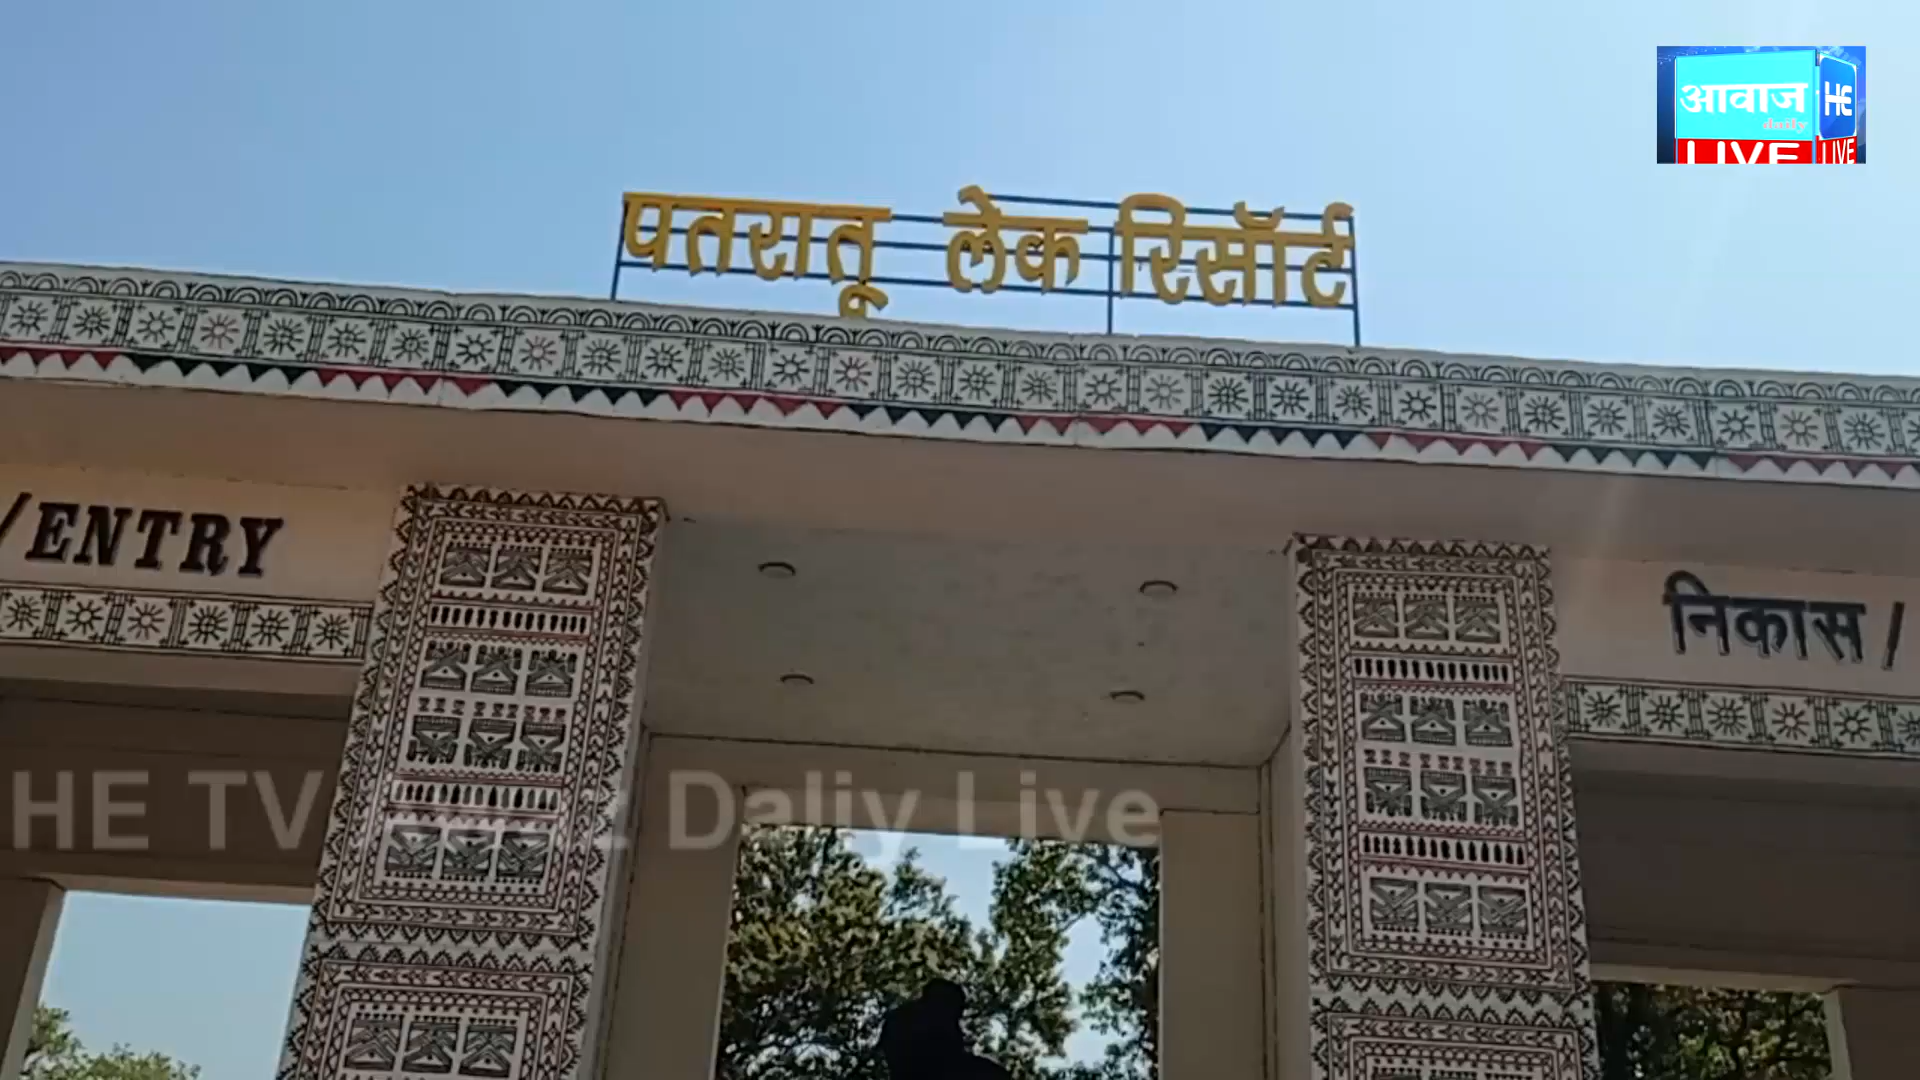 आवाज
HE
daily
LIVE
LIVE
पतरातू लेक रिसॉर्ट
/ENTRY
निकास /
HE TV
Daliy Live